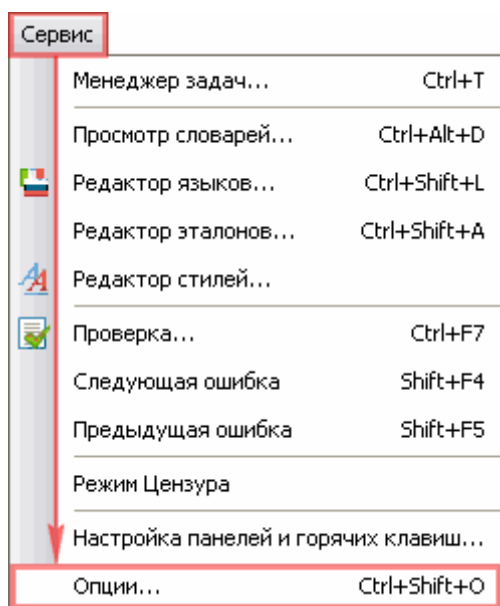 Сервис
Менеджер задач... Ctrl+T
Просмотр словарей... Ctrl+Alt+D
Редактор языков... Ctrl+Shift+L
Редактор эталонов... Ctrl+Shift+A
Редактор стилей...
Проверка... Ctrl+F7
Следующая ошибка Shift+F4
Предыдущая ошибка Shift+F5
Режим Цензура
Настройка панелей и горячих клавиш...
Опции... Ctrl+Shift+O